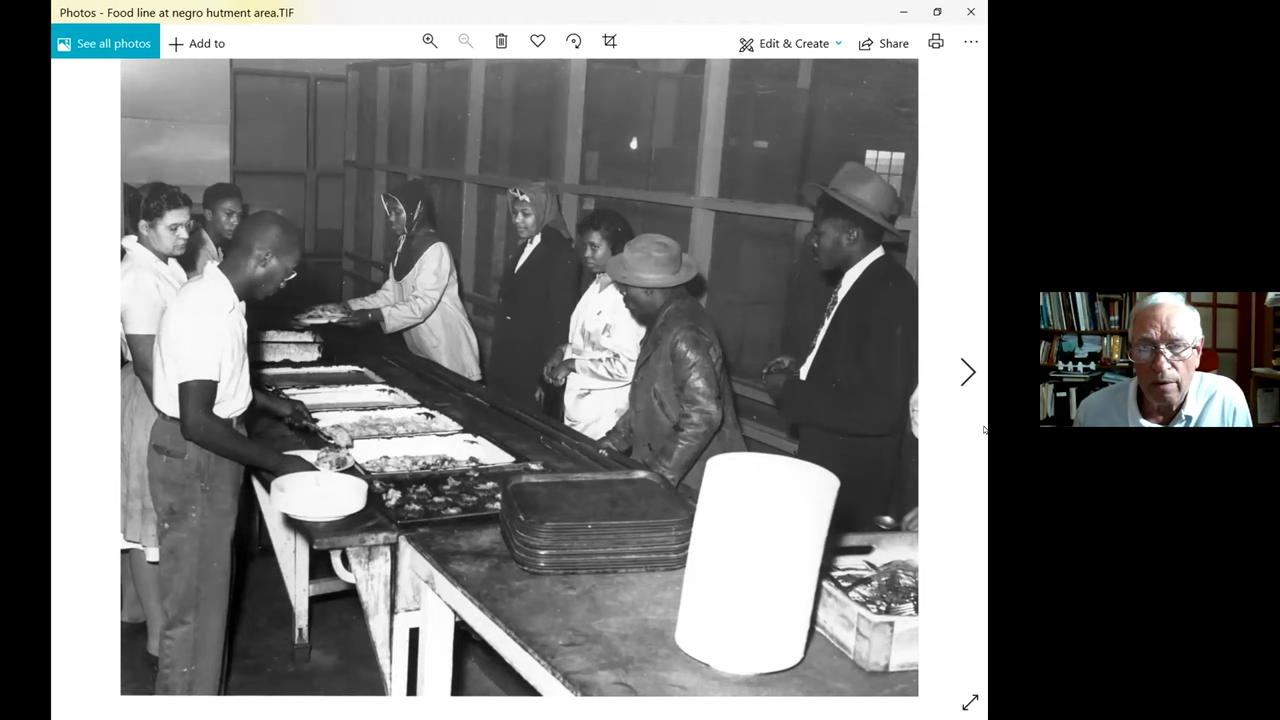 Photos - Food line at negro hutment area.TIF
See all photos
Add to
Edit & Create
Share